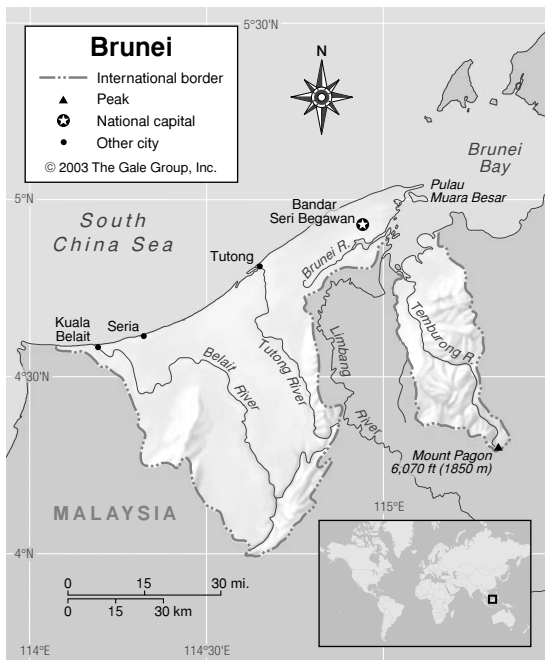 Brunei
International border
Peak
National capital
Other city
© 2003 The Gale Group, Inc.
5°30'N
N
Brunei
Bay
5°N
Pulau
Muara Besar
South
China Sea
Bandar
Seri Begawan
Brunei R.
Tutong
Kuala
Belait
Seria
Belait
River
Tutong River
Limbang
River
Temburong R.
4°30'N
Mount Pagon
6,070 ft (1850 m)
MALAYSIA
115°E
4°N
0 15 30 mi.
0 15 30 km
114°E
114°30'E